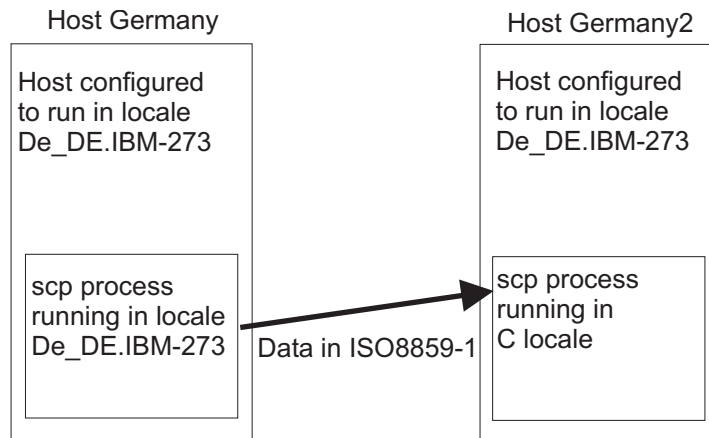 Host Germany
Host configured
to run in locale
De_DE.IBM-273
scp process
running in locale
De_DE.IBM-273
Data in ISO8859-1
Host Germany2
Host configured
to run in locale
De_DE.IBM-273
scp process
running in
C locale